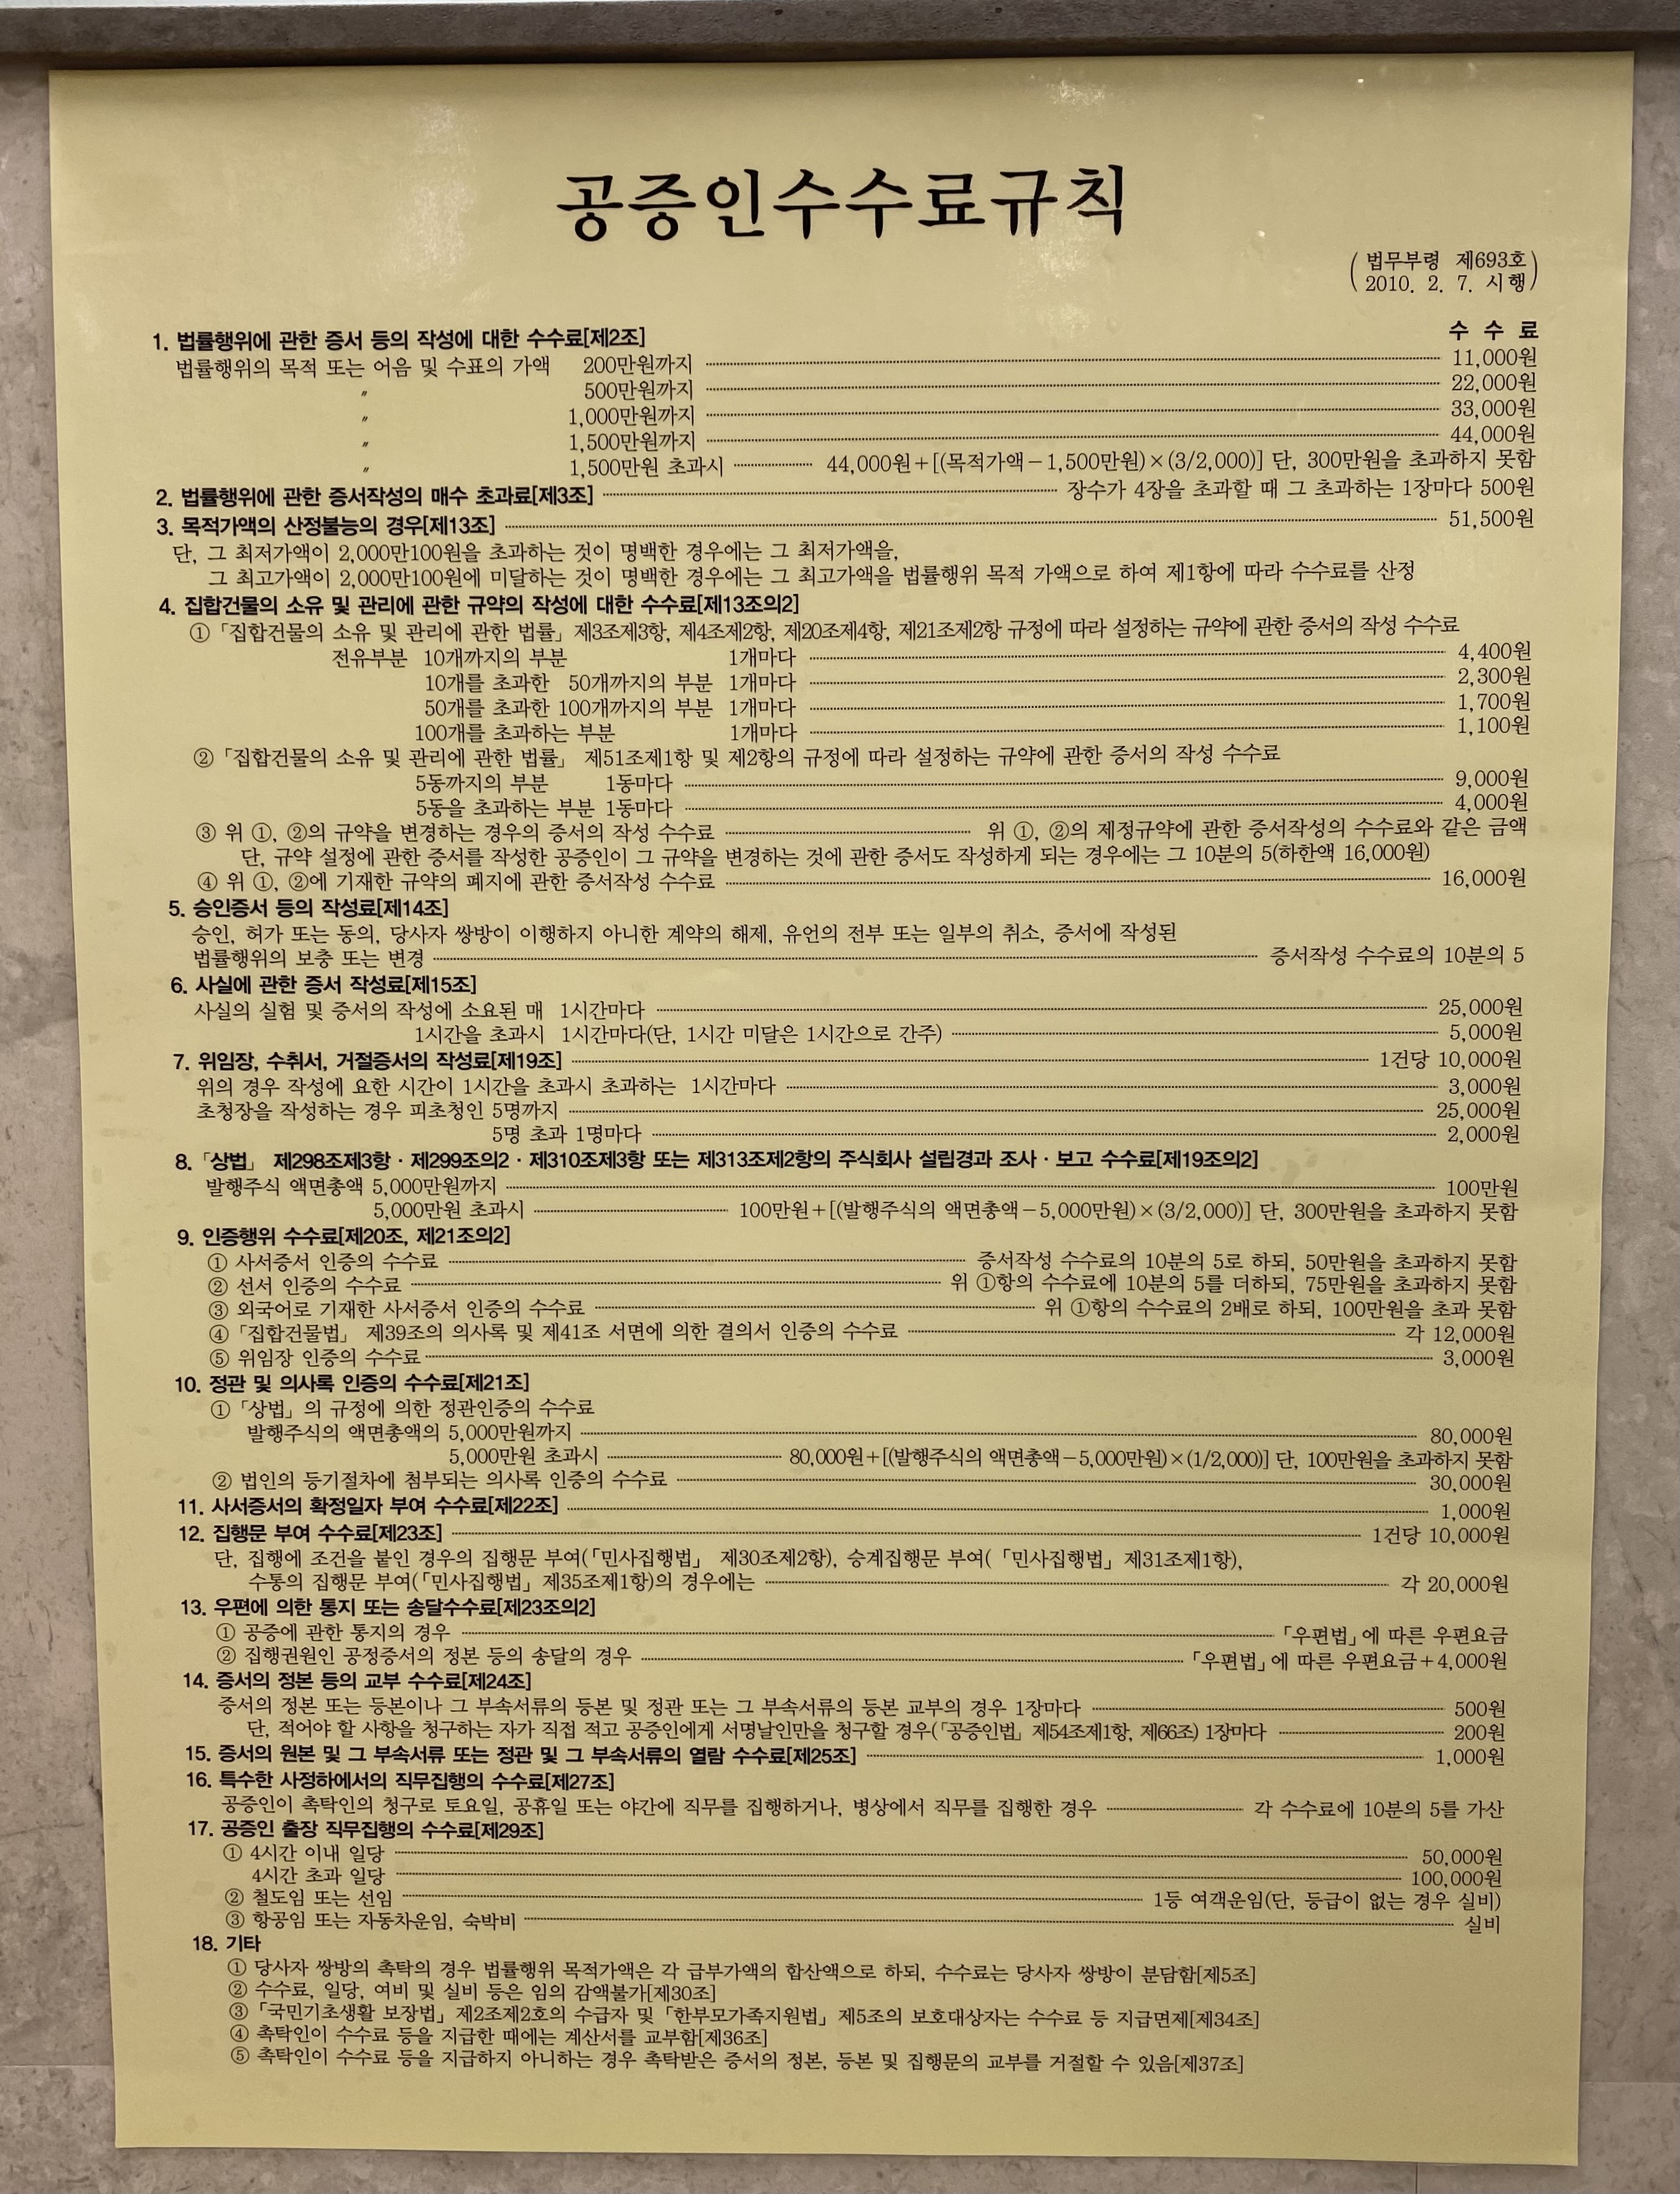 공증인수수료규칙
(법무부령 제693호
2010. 2. 7. 시행)
수 수 료
1. 법률행위에 관한 증서 등의 작성에 대한 수수료[제2조]
법률행위의 목적 또는 어음 및 수표의 가액 200만원까지 11,000원
〃 500만원까지 22,000원
〃 1,000만원까지 33,000원
〃 1,500만원까지 44,000원
〃 1,500만원 초과시 44,000원+[(목적가액-1,500만원)×(3/2,000)] 단, 300만원을 초과하지 못함
2. 법률행위에 관한 증서작성의 매수 초과료[제3조] 장수가 4장을 초과할 때 그 초과하는 1장마다 500원
3. 목적가액의 산정불능의 경우[제13조] 51,500원
단, 그 최저가액이 2,000만100원을 초과하는 것이 명백한 경우에는 그 최저가액을,
그 최고가액이 2,000만100원에 미달하는 것이 명백한 경우에는 그 최고가액을 법률행위 목적 가액으로 하여 제1항에 따라 수수료를 산정
4. 집합건물의 소유 및 관리에 관한 규약의 작성에 대한 수수료[제13조의2]
①「집합건물의 소유 및 관리에 관한 법률」제3조제3항, 제4조제2항, 제20조제4항, 제21조제2항 규정에 따라 설정하는 규약에 관한 증서의 작성 수수료
전유부분 10개까지의 부분 1개마다 4,400원
10개를 초과한 50개까지의 부분 1개마다 2,300원
50개를 초과한 100개까지의 부분 1개마다 1,700원
100개를 초과하는 부분 1개마다 1,100원
②「집합건물의 소유 및 관리에 관한 법률」 제51조제1항 및 제2항의 규정에 따라 설정하는 규약에 관한 증서의 작성 수수료
5동까지의 부분 1동마다 9,000원
5동을 초과하는 부분 1동마다 4,000원
③ 위 ①, ②의 규약을 변경하는 경우의 증서의 작성 수수료 위 ①, ②의 제정규약에 관한 증서작성의 수수료와 같은 금액
단, 규약 설정에 관한 증서를 작성한 공증인이 그 규약을 변경하는 것에 관한 증서도 작성하게 되는 경우에는 그 10분의 5(하한액 16,000원)
④ 위 ①, ②에 기재한 규약의 폐지에 관한 증서작성 수수료 16,000원
5. 승인증서 등의 작성료[제14조]
승인, 허가 또는 동의, 당사자 쌍방이 이행하지 아니한 계약의 해제, 유언의 전부 또는 일부의 취소, 증서에 작성된
법률행위의 보충 또는 변경 증서작성 수수료의 10분의 5
6. 사실에 관한 증서 작성료[제15조]
사실의 실험 및 증서의 작성에 소요된 매 1시간마다 25,000원
1시간을 초과시 1시간마다(단, 1시간 미달은 1시간으로 간주) 5,000원
7. 위임장, 수취서, 거절증서의 작성료[제19조] 1건당 10,000원
위의 경우 작성에 요한 시간이 1시간을 초과시 초과하는 1시간마다 3,000원
초청장을 작성하는 경우 피초청인 5명까지 25,000원
5명 초과 1명마다 2,000원
8.「상법」 제298조제3항 · 제299조의2 · 제310조제3항 또는 제313조제2항의 주식회사 설립경과 조사 · 보고 수수료[제19조의2]
발행주식 액면총액 5,000만원까지 100만원
5,000만원 초과시 100만원+[(발행주식의 액면총액-5,000만원)×(3/2,000)] 단, 300만원을 초과하지 못함
9. 인증행위 수수료[제20조, 제21조의2]
① 사서증서 인증의 수수료 증서작성 수수료의 10분의 5로 하되, 50만원을 초과하지 못함
② 선서 인증의 수수료 위 ①항의 수수료에 10분의 5를 더하되, 75만원을 초과하지 못함
③ 외국어로 기재한 사서증서 인증의 수수료 위 ①항의 수수료의 2배로 하되, 100만원을 초과 못함
④「집합건물법」 제39조의 의사록 및 제41조 서면에 의한 결의서 인증의 수수료 각 12,000원
⑤ 위임장 인증의 수수료 3,000원
10. 정관 및 의사록 인증의 수수료[제21조]
①「상법」의 규정에 의한 정관인증의 수수료
발행주식의 액면총액의 5,000만원까지 80,000원
5,000만원 초과시 80,000원+[(발행주식의 액면총액-5,000만원)×(1/2,000)] 단, 100만원을 초과하지 못함
② 법인의 등기절차에 첨부되는 의사록 인증의 수수료 30,000원
11. 사서증서의 확정일자 부여 수수료[제22조] 1,000원
12. 집행문 부여 수수료[제23조] 1건당 10,000원
단, 집행에 조건을 붙인 경우의 집행문 부여(「민사집행법」 제30조제2항), 승계집행문 부여(「민사집행법」제31조제1항),
수통의 집행문 부여(「민사집행법」제35조제1항)의 경우에는 각 20,000원
13. 우편에 의한 통지 또는 송달수수료[제23조의2]
① 공증에 관한 통지의 경우 「우편법」에 따른 우편요금
② 집행권원인 공정증서의 정본 등의 송달의 경우 「우편법」에 따른 우편요금+4,000원
14. 증서의 정본 등의 교부 수수료[제24조]
증서의 정본 또는 등본이나 그 부속서류의 등본 및 정관 또는 그 부속서류의 등본 교부의 경우 1장마다 500원
단, 적어야 할 사항을 청구하는 자가 직접 적고 공증인에게 서명날인만을 청구할 경우(「공증인법」제54조제1항, 제66조) 1장마다 200원
15. 증서의 원본 및 그 부속서류 또는 정관 및 그 부속서류의 열람 수수료[제25조] 1,000원
16. 특수한 사정하에서의 직무집행의 수수료[제27조]
공증인이 촉탁인의 청구로 토요일, 공휴일 또는 야간에 직무를 집행하거나, 병상에서 직무를 집행한 경우 각 수수료에 10분의 5를 가산
17. 공증인 출장 직무집행의 수수료[제29조]
① 4시간 이내 일당 50,000원
4시간 초과 일당 100,000원
② 철도임 또는 선임 1등 여객운임(단, 등급이 없는 경우 실비)
③ 항공임 또는 자동차운임, 숙박비 실비
18. 기타
① 당사자 쌍방의 촉탁의 경우 법률행위 목적가액은 각 급부가액의 합산액으로 하되, 수수료는 당사자 쌍방이 분담함[제5조]
② 수수료, 일당, 여비 및 실비 등은 임의 감액불가[제30조]
③「국민기초생활 보장법」제2조제2호의 수급자 및「한부모가족지원법」제5조의 보호대상자는 수수료 등 지급면제[제34조]
④ 촉탁인이 수수료 등을 지급한 때에는 계산서를 교부함[제36조]
⑤ 촉탁인이 수수료 등을 지급하지 아니하는 경우 촉탁받은 증서의 정본, 등본 및 집행문의 교부를 거절할 수 있음[제37조]